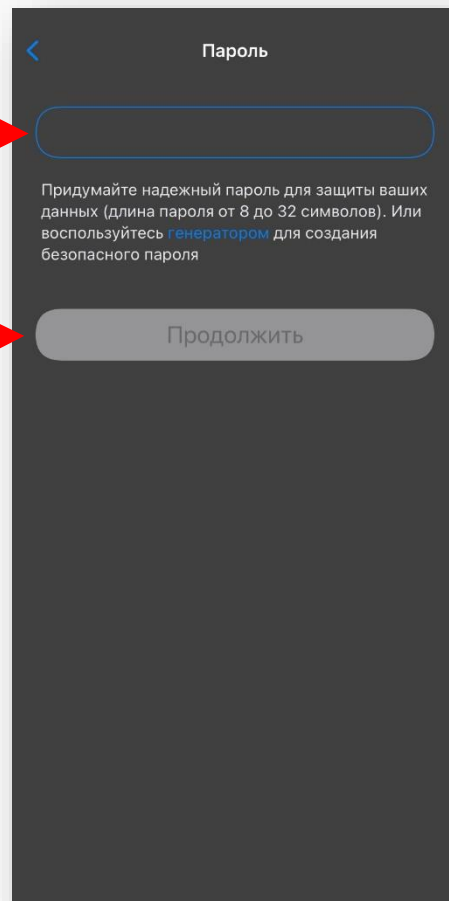 Пароль
Придумайте надежный пароль для защиты ваших
данных (длина пароля от 8 до 32 символов). Или
воспользуйтесь генератором для создания
безопасного пароля
Продолжить